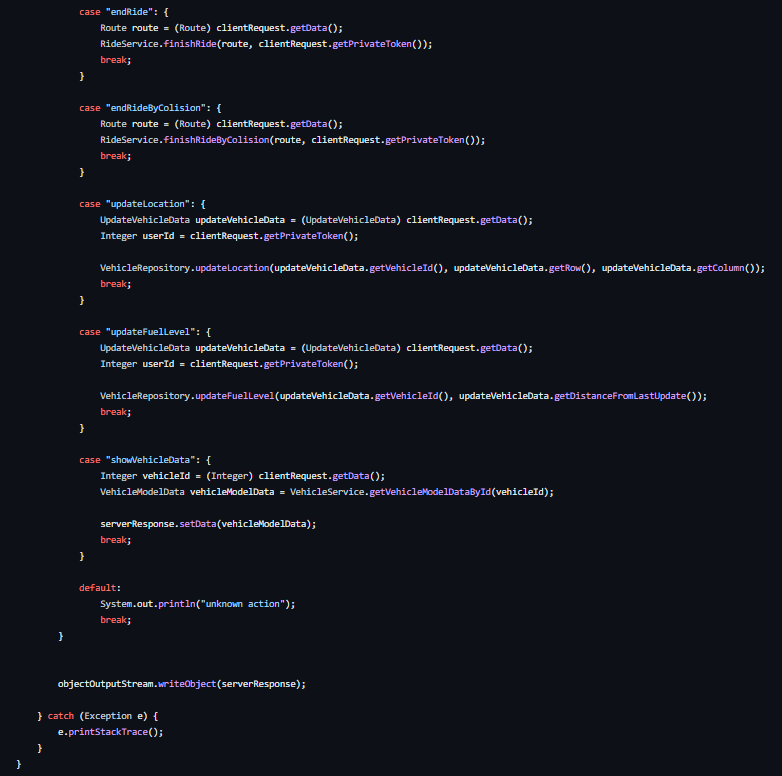 case "endRide": {
Route route = (Route) clientRequest.getData();
RideService.finishRide(route, clientRequest.getPrivateToken());
break;
}
case "endRideByColision": {
Route route = (Route) clientRequest.getData();
RideService.finishRideByColision(route, clientRequest.getPrivateToken());
break;
}
case "updateLocation": {
UpdateVehicleData updateVehicleData = (UpdateVehicleData) clientRequest.getData();
Integer userId = clientRequest.getPrivateToken();
VehicleRepository.updateLocation(updateVehicleData.getVehicleId(), updateVehicleData.getRow(), updateVehicleData.getColumn());
break;
}
case "updateFuelLevel": {
UpdateVehicleData updateVehicleData = (UpdateVehicleData) clientRequest.getData();
Integer userId = clientRequest.getPrivateToken();
VehicleRepository.updateFuelLevel(updateVehicleData.getVehicleId(), updateVehicleData.getDistanceFromLastUpdate());
break;
}
case "showVehicleData": {
Integer vehicleId = (Integer) clientRequest.getData();
VehicleModelData vehicleModelData = VehicleService.getVehicleModelDataById(vehicleId);
serverResponse.setData(vehicleModelData);
break;
}
default:
System.out.println("unknown action");
break;
}
objectOutputStream.writeObject(serverResponse);
} catch (Exception e) {
e.printStackTrace();
}
}